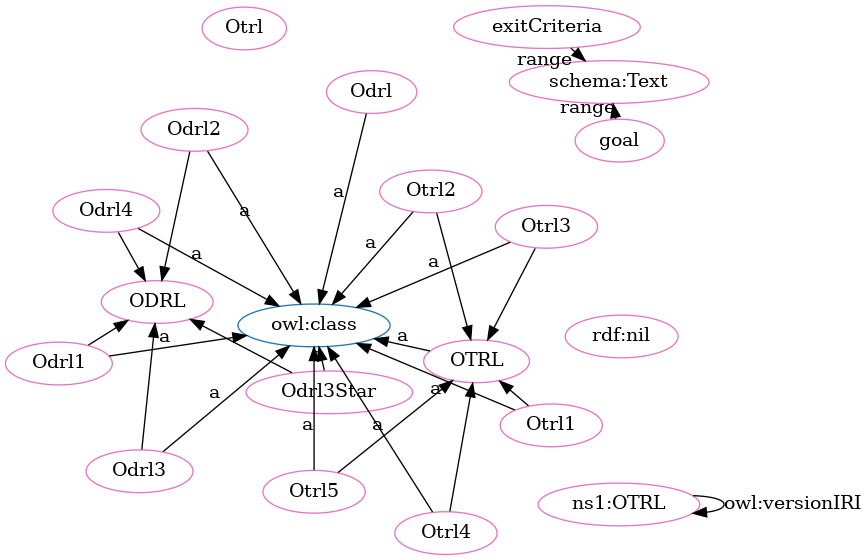 Otrl
exitCriteria
range
schema:Text
Odrl
range
Odrl2
goal
Otrl2
a
Odrl4
a
Otrl3
a
a
a
ODRL
owl:class
rdf:nil
a
a
Odrl1
OTRL
Odrl3Star
a
a
a
a
Otrl1
Odrl3
Otrl5
ns1:OTRL
owl:versionIRI
Otrl4